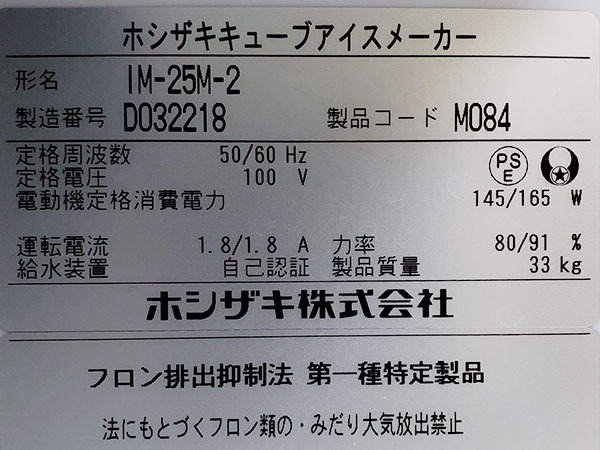 ホシザキキューブアイスメーカー
形名 IM-25M-2
製造番号 D032218 製品コード M084
定格周波数 50/60 Hz
定格電圧 100 V
電動機定格消費電力 145/165 W
PS
E
運転電流 1.8/1.8 A 力率 80/91 %
給水装置 自己認証 製品質量 33 kg
ホシザキ株式会社
フロン排出抑制法 第一種特定製品
法にもとづくフロン類の・みだり大気放出禁止